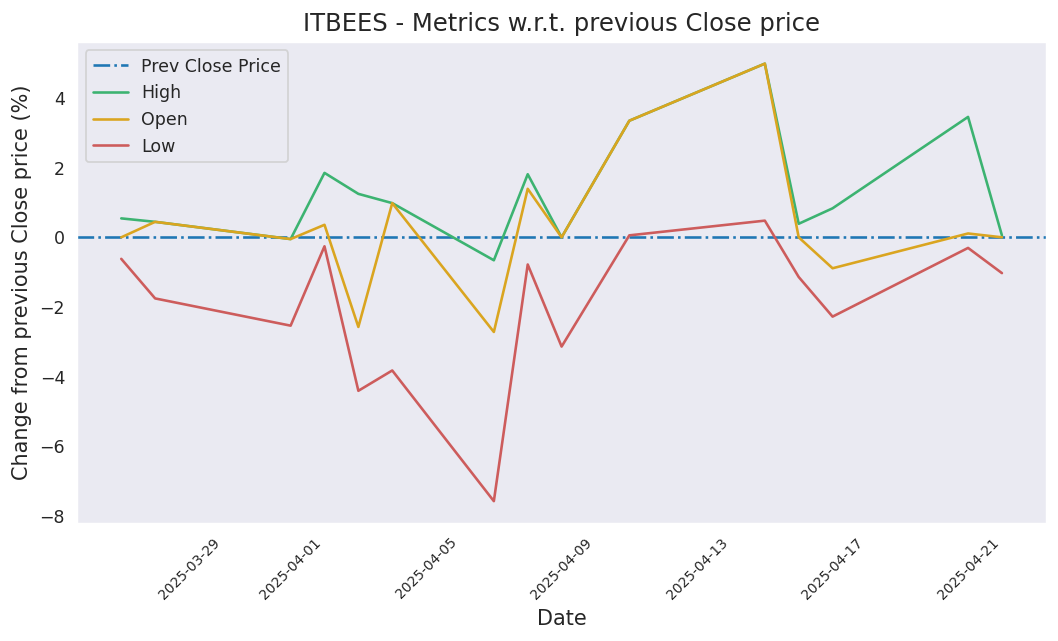 ITBEES - Metrics w.r.t. previous Close price
Prev Close Price
High
Open
Low
Change from previous Close price (%)
4
2
0
−2
−4
−6
−8
2025-03-29
2025-04-01
2025-04-05
2025-04-09
2025-04-13
2025-04-17
2025-04-21
Date